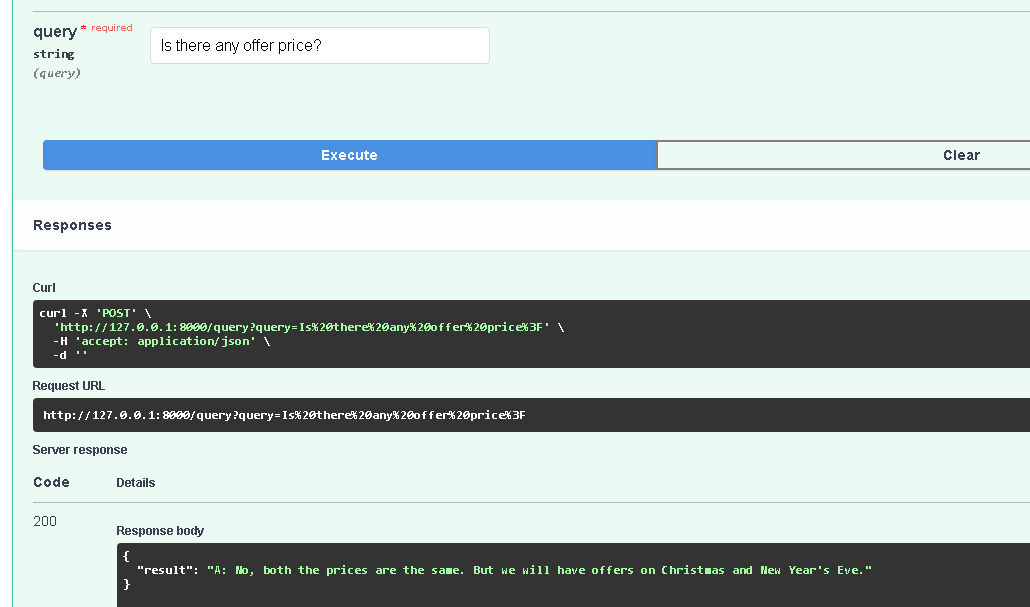 query * required
string
(query)
Is there any offer price?
Execute
Clear
Responses
Curl
curl -X 'POST' \
  'http://127.0.0.1:8000/query?query=Is%20there%20any%20offer%20price%3F' \
  -H 'accept: application/json' \
  -d ''
Request URL
http://127.0.0.1:8000/query?query=Is%20there%20any%20offer%20price%3F
Server response
Code Details
200
Response body
{
  "result": "A: No, both the prices are the same. But we will have offers on Christmas and New Year's Eve."
}